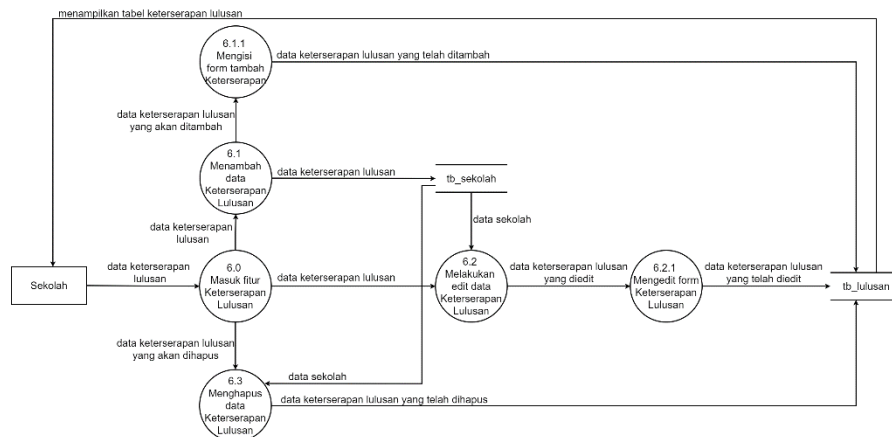 menampilkan tabel keterserapan lulusan
6.1.1
Mengisi
form tambah
Keterserapan
data keterserapan lulusan yang telah ditambah
data keterserapan lulusan
yang akan ditambah
6.1
Menambah
data
Keterserapan
Lulusan
data keterserapan lulusan
tb_sekolah
data keterserapan
lulusan
data sekolah
Sekolah
data keterserapan
lulusan
6.0
Masuk fitur
Keterserapan
Lulusan
data keterserapan lulusan
6.2
Melakukan
edit data
Keterserapan
Lulusan
data keterserapan lulusan
yang diedit
6.2.1
Mengedit form
Keterserapan
Lulusan
data keterserapan lulusan
yang telah diedit
tb_lulusan
data keterserapan lulusan
yang akan dihapus
data sekolah
6.3
Menghapus
data
Keterserapan
Lulusan
data keterserapan lulusan yang telah dihapus